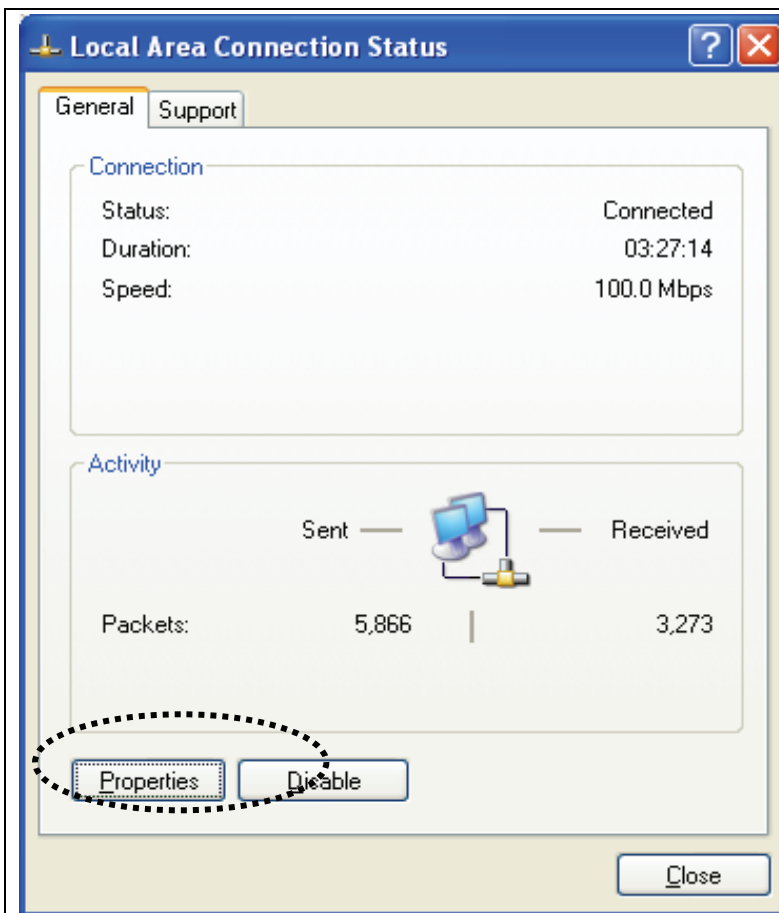 Local Area Connection Status
General Support
Connection
Status: Connected
Duration: 03:27:14
Speed: 100.0 Mbps
Activity
Sent Received
Packets: 5,866 3,273
Properties Disable
Close